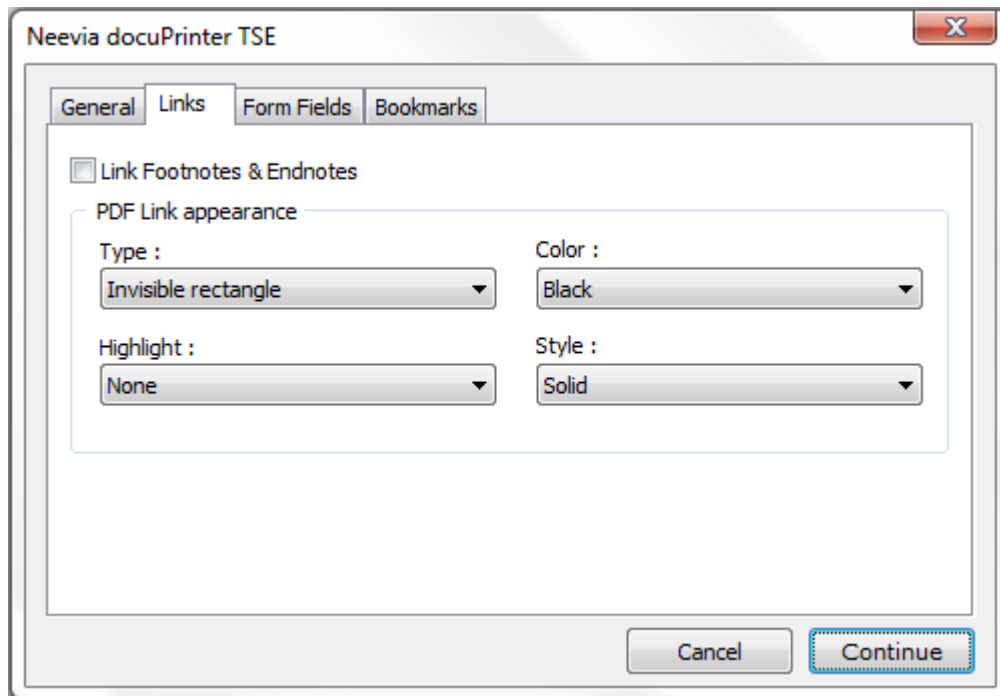 Neevia docuPrinter TSE
General Links Form Fields Bookmarks
Link Footnotes & Endnotes
PDF Link appearance
Type : Color :
Invisible rectangle Black
Highlight : Style :
None Solid
Cancel Continue